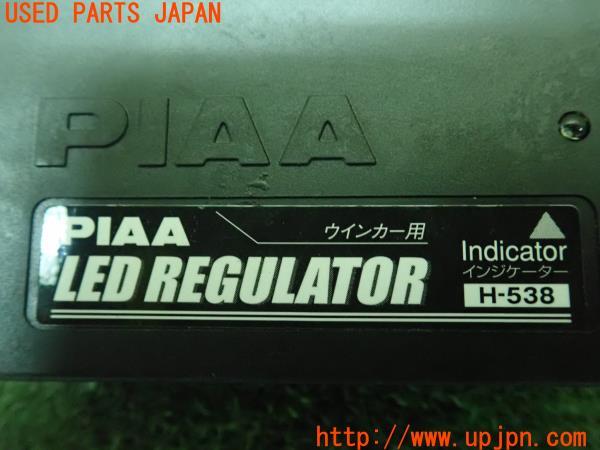 USED PARTS JAPAN
PIAA
PIAA ウインカー用
LED REGULATOR
Indicator
インジケーター
H-538
http://www.upjpn.com